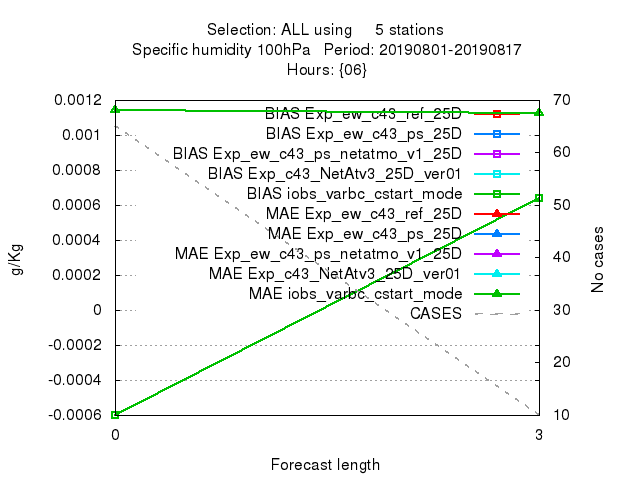 Selection: ALL using 5 stations
Specific humidity 100hPa Period: 20190801-20190817
Hours: {06}
0.0012
0.001
0.0008
0.0006
0.0004
0.0002
0
-0.0002
-0.0004
-0.0006
g/Kg
BIAS Exp_ew_c43_ref_25D
BIAS Exp_ew_c43_ps_25D
BIAS Exp_ew_c43_ps_netatmo_v1_25D
BIAS Exp_c43_NetAtv3_25D_ver01
BIAS iobs_varbc_cstart_mode
MAE Exp_ew_c43_ref_25D
MAE Exp_ew_c43_ps_25D
MAE Exp_ew_c43_ps_netatmo_v1_25D
MAE Exp_c43_NetAtv3_25D_ver01
MAE iobs_varbc_cstart_mode
CASES
70
60
50
40
30
20
10
No cases
0 3
Forecast length